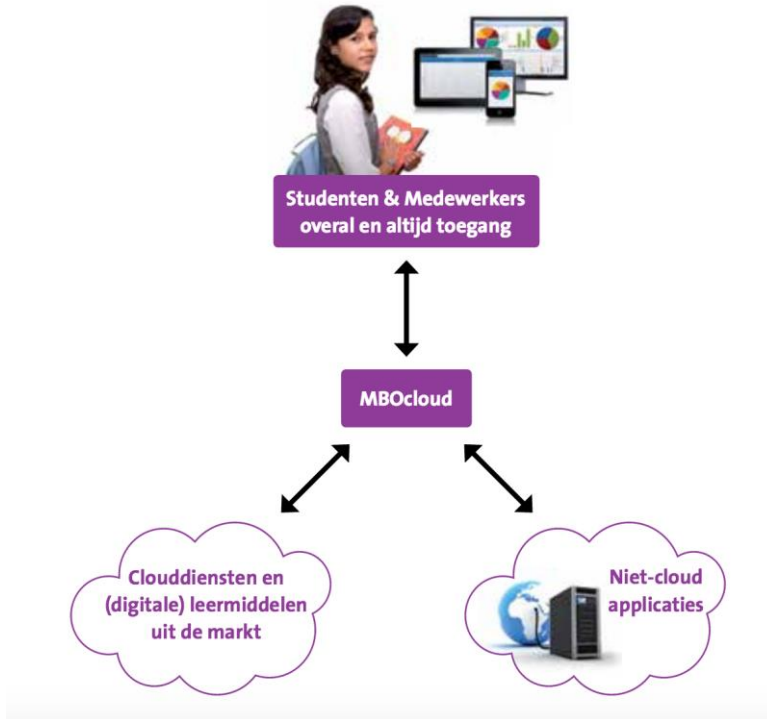 Studenten & Medewerkers
overal en altijd toegang
MBOcloud
Clouddiensten en
(digitale) leermiddelen
uit de markt
Niet-cloud
applicaties